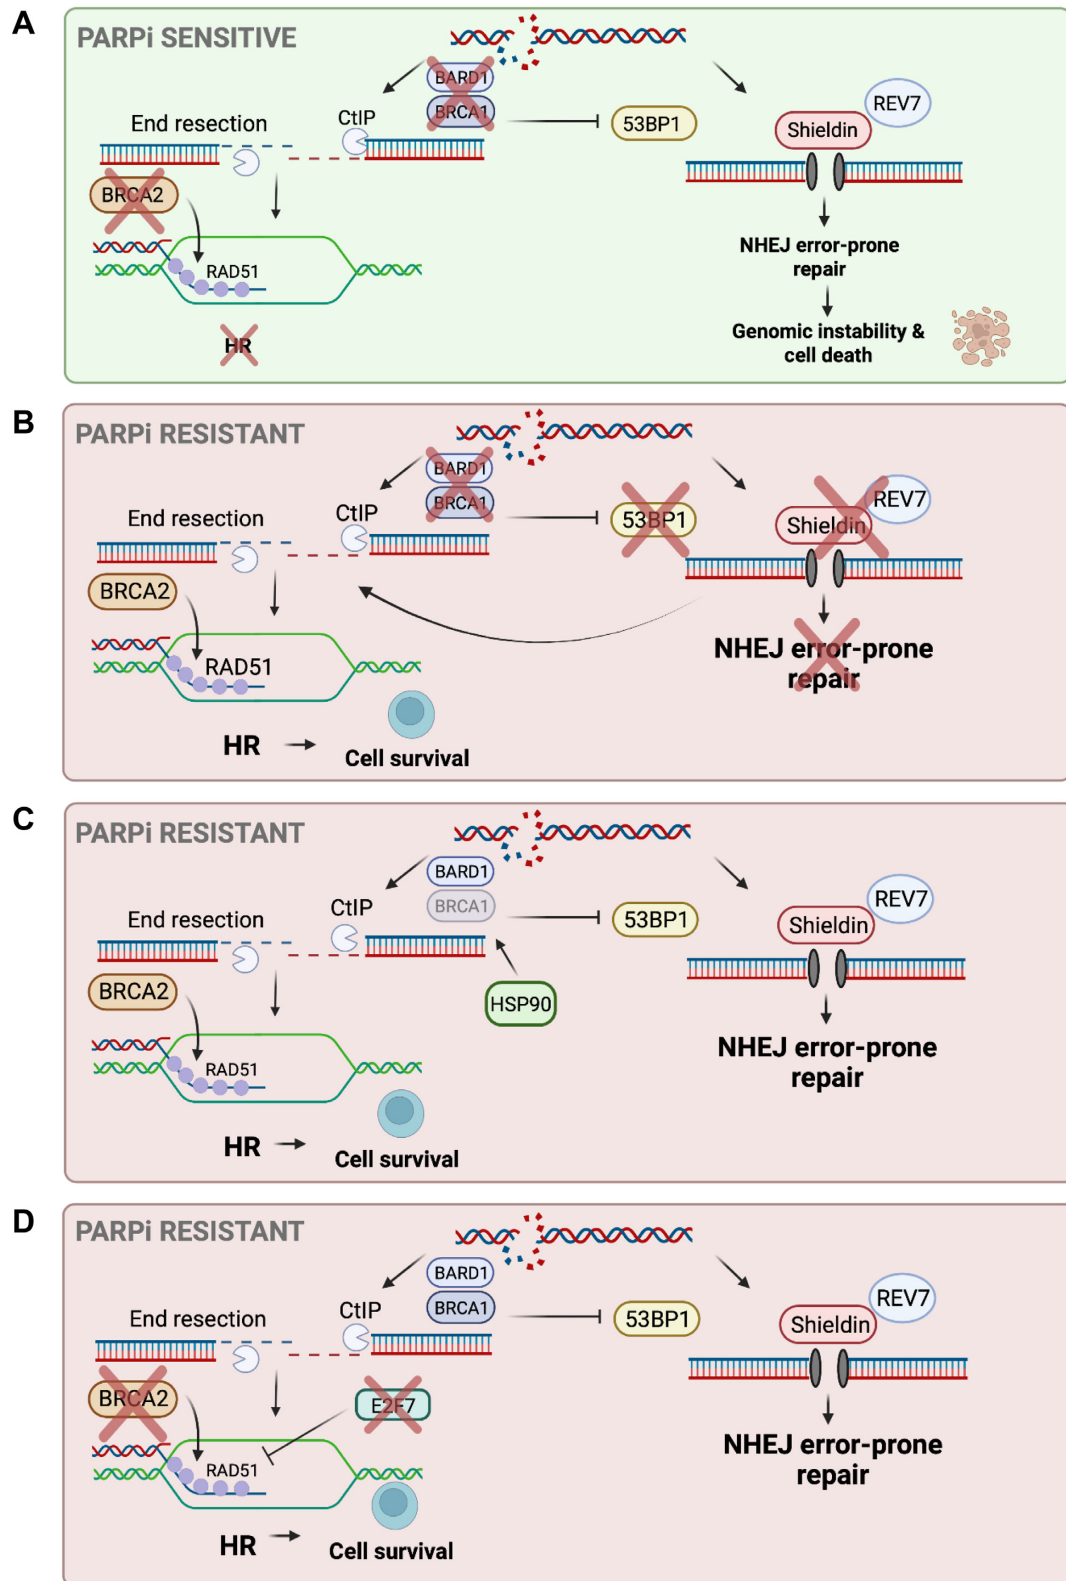 A
PARPi SENSITIVE
BARD1
BRCA1
CtIP
53BP1
REV7
Shieldin
End resection
BRCA2
RAD51
HR
NHEJ error-prone
repair
Genomic instability &
cell death
B
PARPi RESISTANT
BARD1
BRCA1
CtIP
53BP1
REV7
Shieldin
End resection
BRCA2
RAD51
HR
Cell survival
NHEJ error-prone
repair
C
PARPi RESISTANT
BARD1
BRCA1
CtIP
53BP1
REV7
Shieldin
End resection
BRCA2
HSP90
RAD51
HR
Cell survival
NHEJ error-prone
repair
D
PARPi RESISTANT
BARD1
BRCA1
CtIP
53BP1
REV7
Shieldin
End resection
BRCA2
E2F7
RAD51
HR
Cell survival
NHEJ error-prone
repair